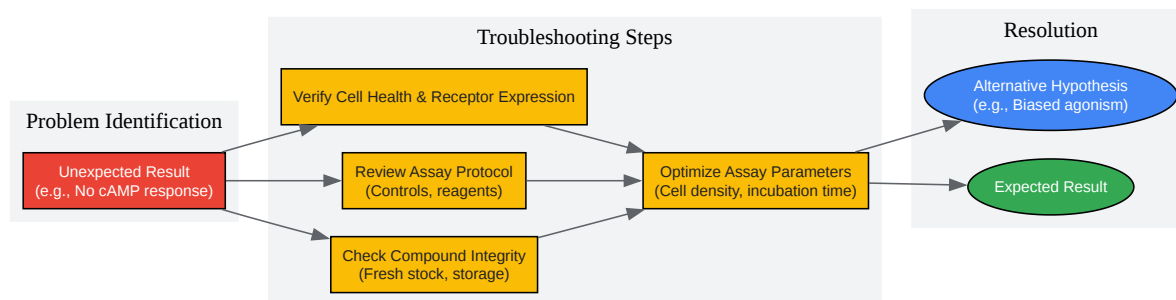 Problem Identification
Unexpected Result
(e.g., No cAMP response)
Troubleshooting Steps
Verify Cell Health & Receptor Expression
Review Assay Protocol
(Controls, reagents)
Check Compound Integrity
(Fresh stock, storage)
Optimize Assay Parameters
(Cell density, incubation time)
Resolution
Alternative Hypothesis
(e.g., Biased agonism)
Expected Result